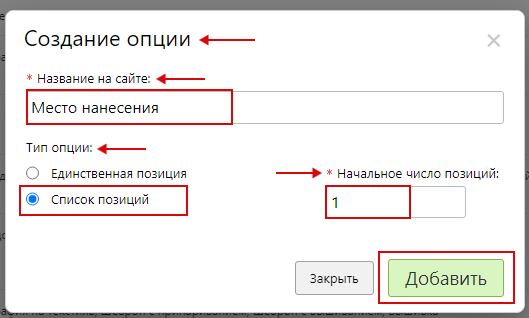 Создание опции
* Название на сайте:
Место нанесения
Тип опции:
Единственная позиция
* Начальное число позиций:
Список позиций
1
Закрыть
Добавить